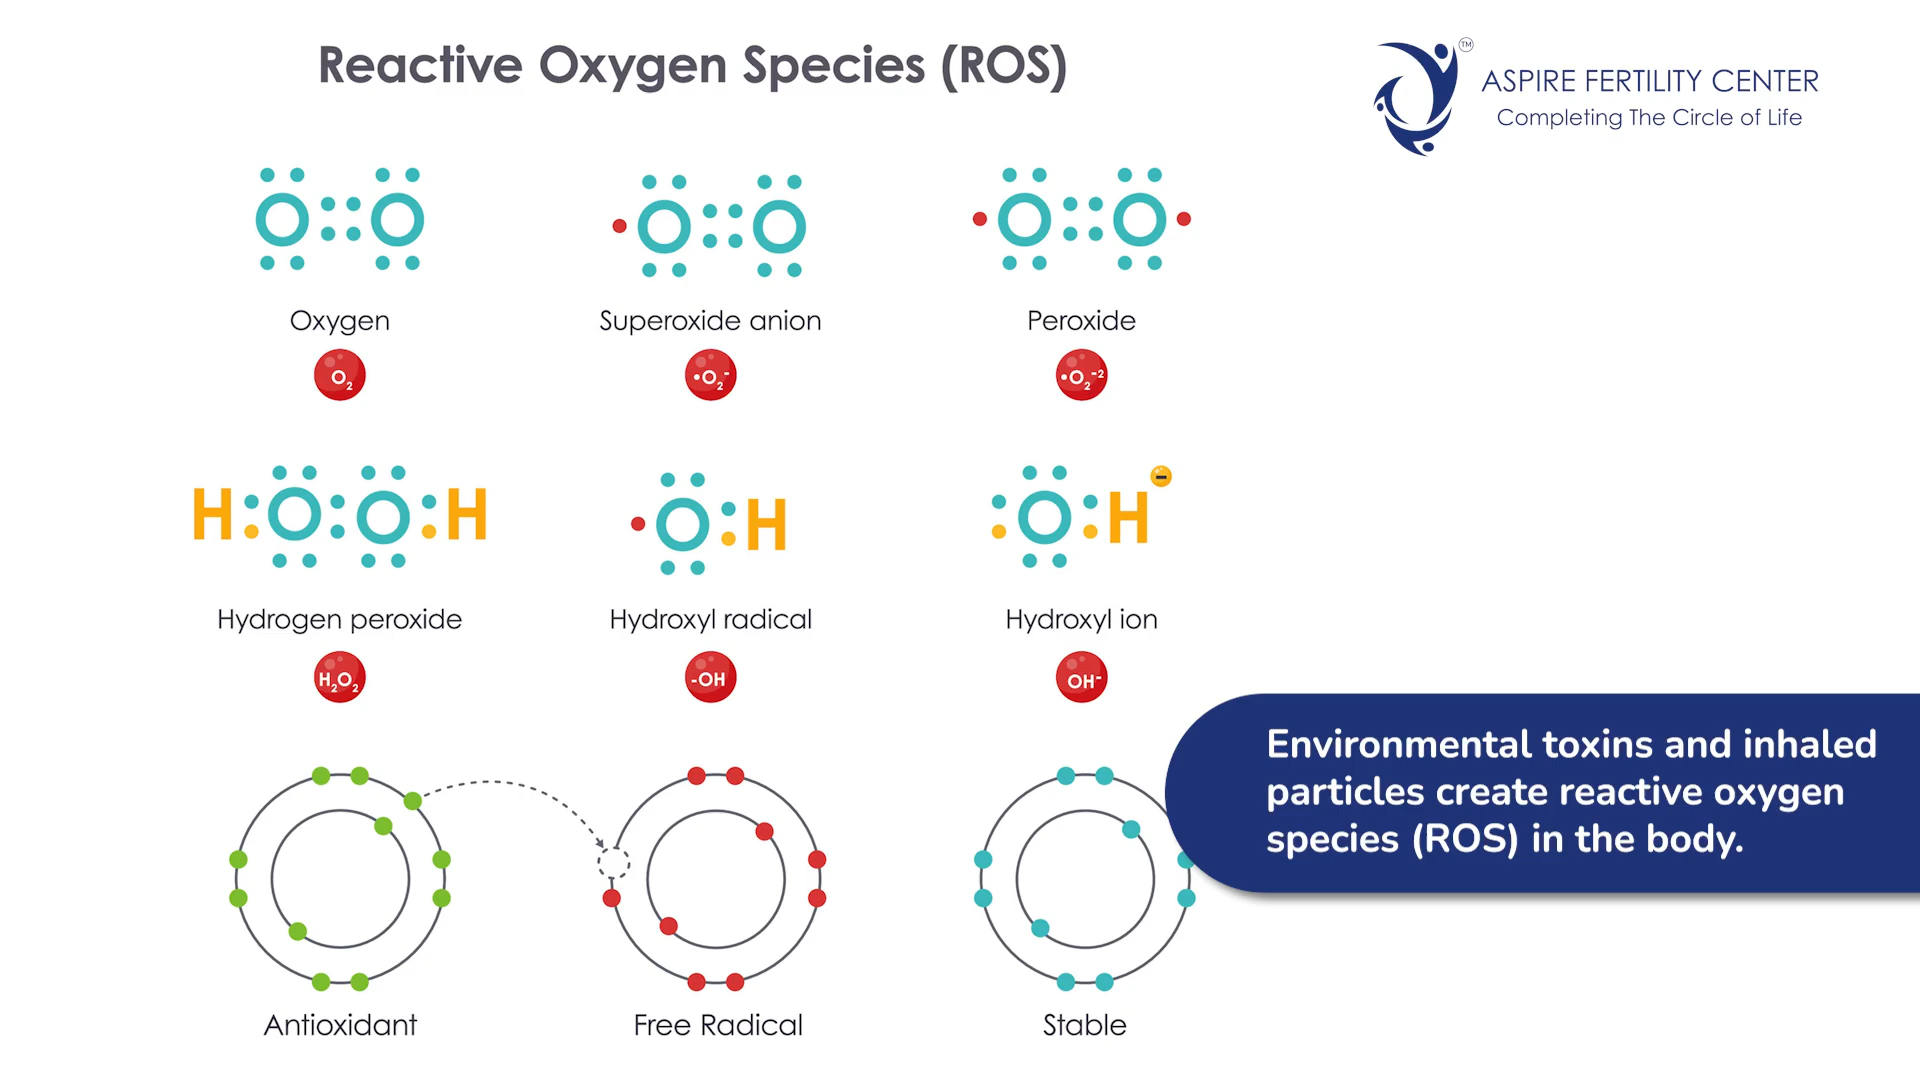 Reactive Oxygen Species (ROS)
TM
ASPIRE FERTILITY CENTER
Completing The Circle of Life
O O
O O
O O
Oxygen
Superoxide anion
Peroxide
O₂
•O₂⁻
•O₂⁻²
H O O H
O H
O H −
Hydrogen peroxide
Hydroxyl radical
Hydroxyl ion
H₂O₂
-OH
OH⁻
Environmental toxins and inhaled
particles create reactive oxygen
species (ROS) in the body.
Antioxidant
Free Radical
Stable